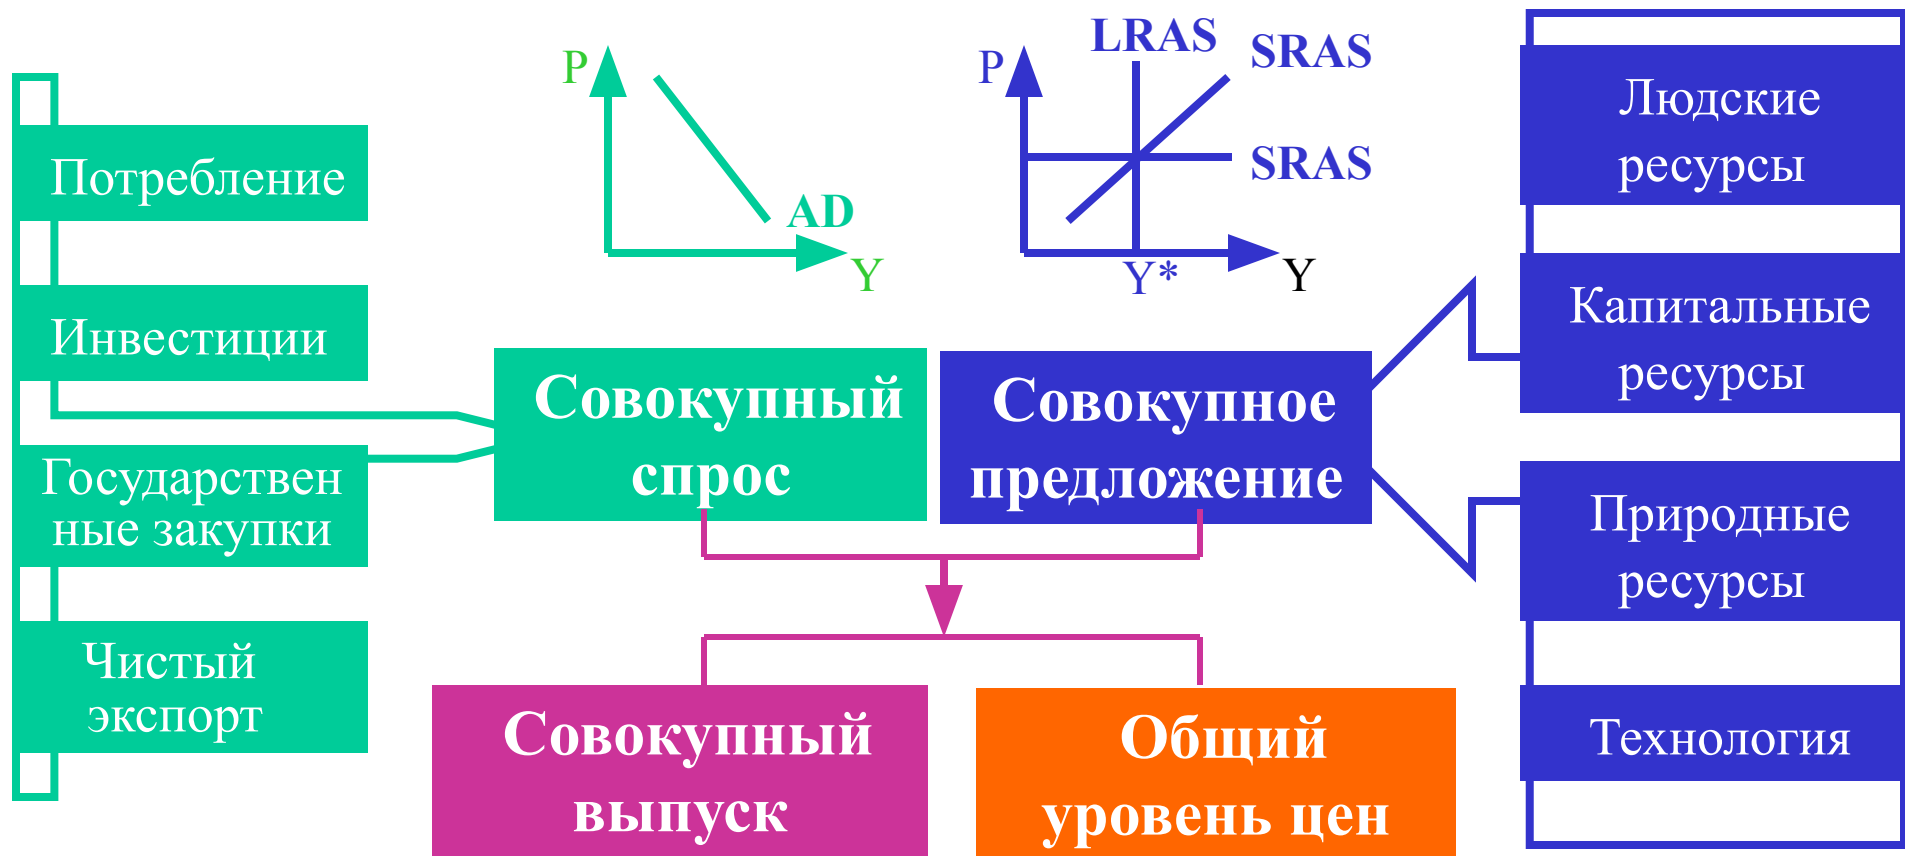 P
AD
Y
LRAS
P
SRAS
SRAS
Y*
Y
Потребление
Инвестиции
Государствен
ные закупки
Чистый
экспорт
Совокупный
спрос
Совокупное
предложение
Людские
ресурсы
Капитальные
ресурсы
Природные
ресурсы
Технология
Совокупный
выпуск
Общий
уровень цен